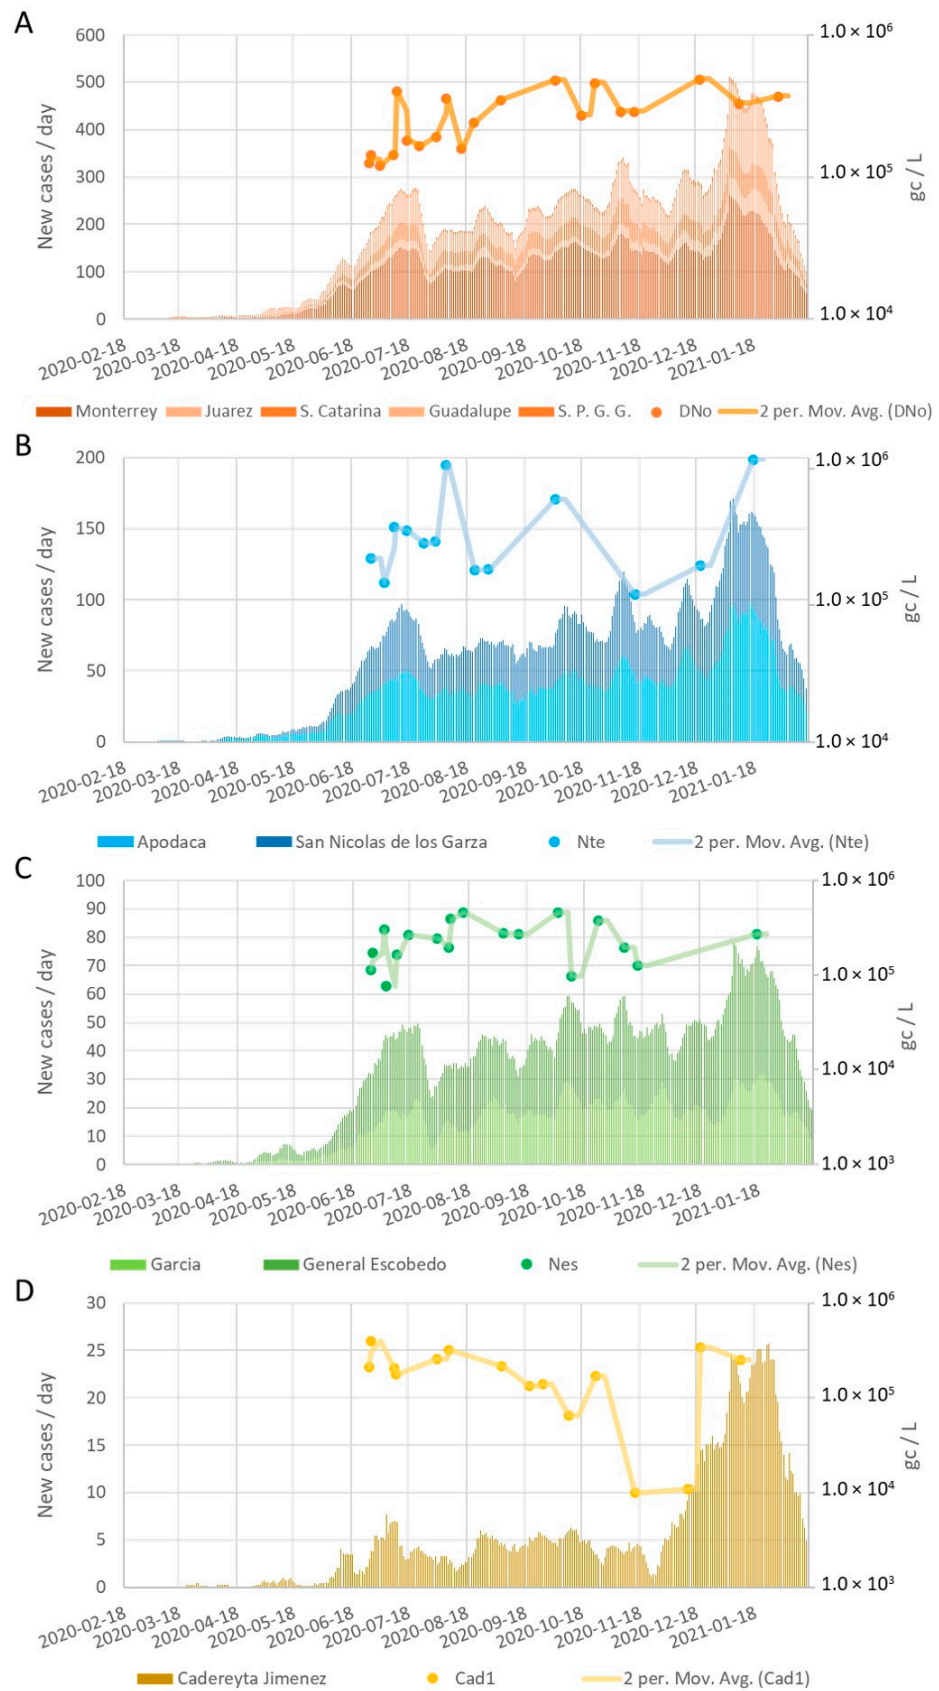 A
600
500
400
300
200
100
0
New cases / day
1.0 × 10⁶
1.0 × 10⁵
1.0 × 10⁴
gc / L
2020-02-18 2020-03-18 2020-04-18 2020-05-18 2020-06-18 2020-07-18 2020-08-18 2020-09-18 2020-10-18 2020-11-18 2020-12-18 2021-01-18
Monterrey Juarez S. Catarina Guadalupe S. P. G. G. DNo 2 per. Mov. Avg. (DNo)
B
200
150
100
50
0
New cases / day
1.0 × 10⁶
1.0 × 10⁵
1.0 × 10⁴
gc / L
2020-02-18 2020-03-18 2020-04-18 2020-05-18 2020-06-18 2020-07-18 2020-08-18 2020-09-18 2020-10-18 2020-11-18 2020-12-18 2021-01-18
Apodaca San Nicolas de los Garza Nte 2 per. Mov. Avg. (Nte)
C
100
90
80
70
60
50
40
30
20
10
0
New cases / day
1.0 × 10⁶
1.0 × 10⁵
1.0 × 10⁴
1.0 × 10³
gc / L
2020-02-18 2020-03-18 2020-04-18 2020-05-18 2020-06-18 2020-07-18 2020-08-18 2020-09-18 2020-10-18 2020-11-18 2020-12-18 2021-01-18
Garcia General Escobedo Nes 2 per. Mov. Avg. (Nes)
D
30
25
20
15
10
5
0
New cases / day
1.0 × 10⁶
1.0 × 10⁵
1.0 × 10⁴
1.0 × 10³
gc / L
2020-02-18 2020-03-18 2020-04-18 2020-05-18 2020-06-18 2020-07-18 2020-08-18 2020-09-18 2020-10-18 2020-11-18 2020-12-18 2021-01-18
Cadereyta Jimenez Cad1 2 per. Mov. Avg. (Cad1)